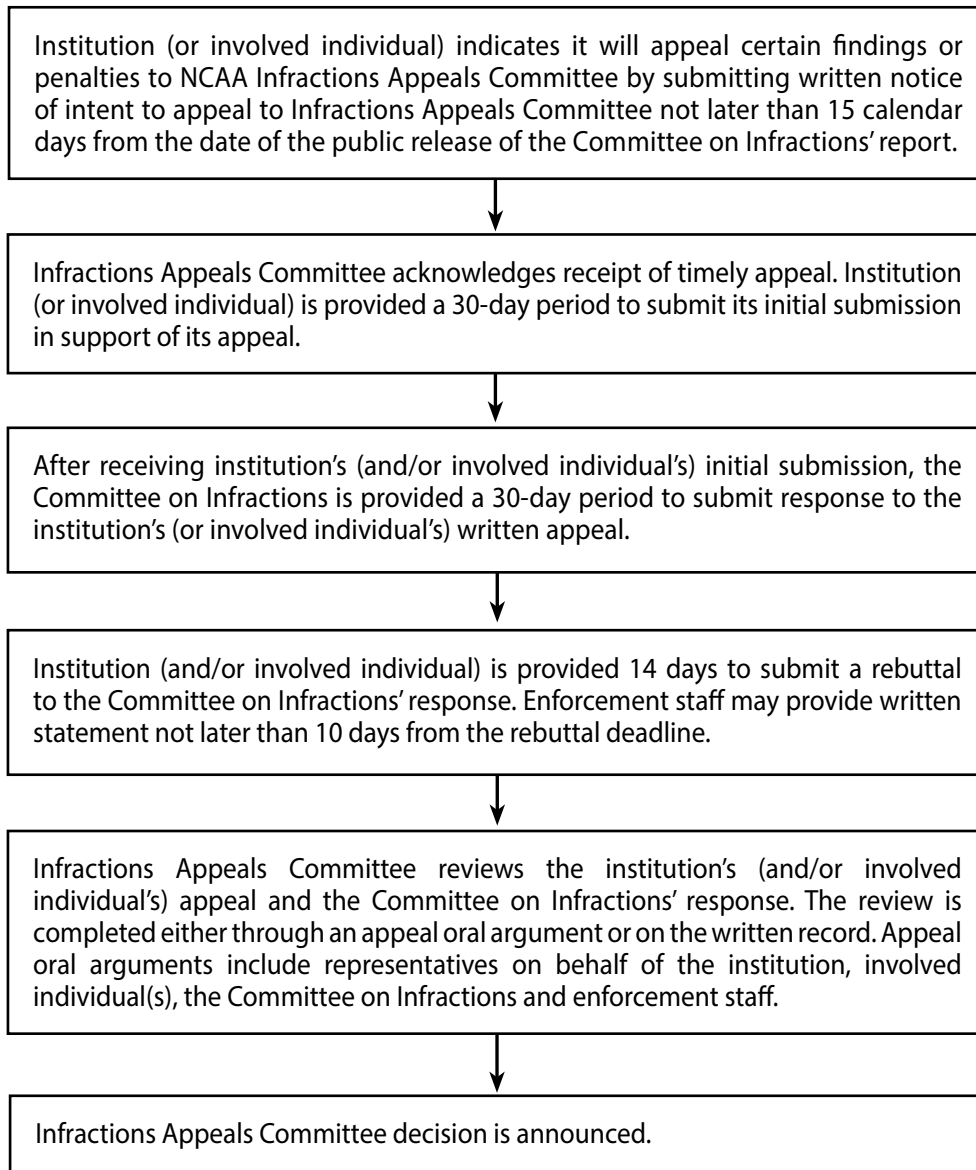 Institution (or involved individual) indicates it will appeal certain findings or
penalties to NCAA Infractions Appeals Committee by submitting written notice
of intent to appeal to Infractions Appeals Committee not later than 15 calendar
days from the date of the public release of the Committee on Infractions’ report.
Infractions Appeals Committee acknowledges receipt of timely appeal. Institution
(or involved individual) is provided a 30-day period to submit its initial submission
in support of its appeal.
After receiving institution’s (and/or involved individual’s) initial submission, the
Committee on Infractions is provided a 30-day period to submit response to the
institution’s (or involved individual’s) written appeal.
Institution (and/or involved individual) is provided 14 days to submit a rebuttal
to the Committee on Infractions’ response. Enforcement staff may provide written
statement not later than 10 days from the rebuttal deadline.
Infractions Appeals Committee reviews the institution’s (and/or involved
individual’s) appeal and the Committee on Infractions’ response. The review is
completed either through an appeal oral argument or on the written record. Appeal
oral arguments include representatives on behalf of the institution, involved
individual(s), the Committee on Infractions and enforcement staff.
Infractions Appeals Committee decision is announced.